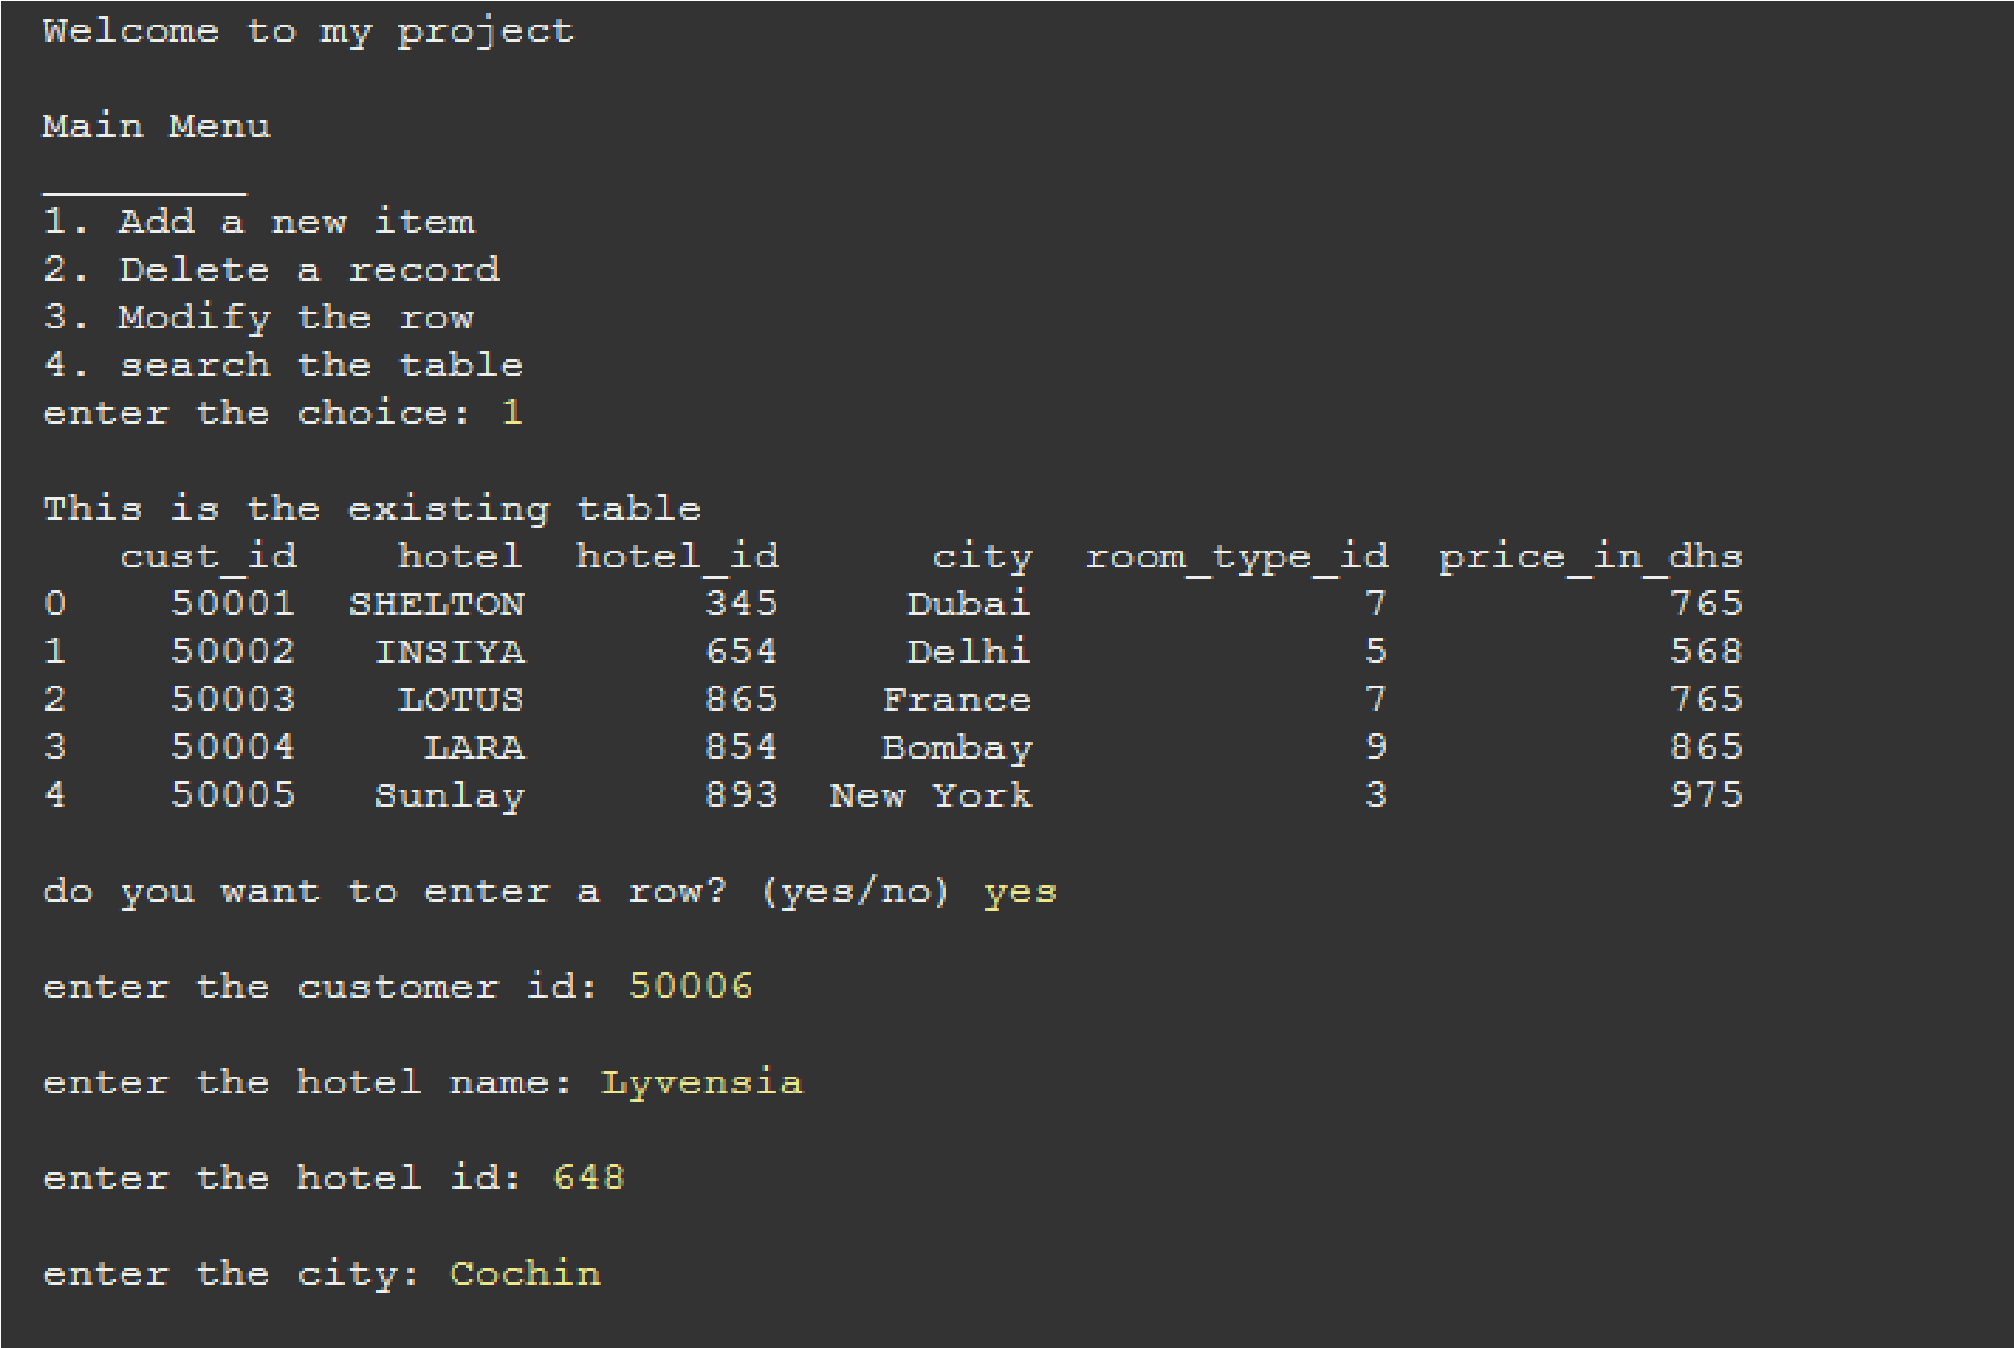 Welcome to my project
Main Menu
________
1. Add a new item
2. Delete a record
3. Modify the row
4. search the table
enter the choice: 1
This is the existing table
cust_id hotel hotel_id city room_type_id price_in_dhs
0 50001 SHELTON 345 Dubai 7 765
1 50002 INSIYA 654 Delhi 5 568
2 50003 LOTUS 865 France 7 765
3 50004 LARA 854 Bombay 9 865
4 50005 Sunlay 893 New York 3 975
do you want to enter a row? (yes/no) yes
enter the customer id: 50006
enter the hotel name: Lyvensia
enter the hotel id: 648
enter the city: Cochin